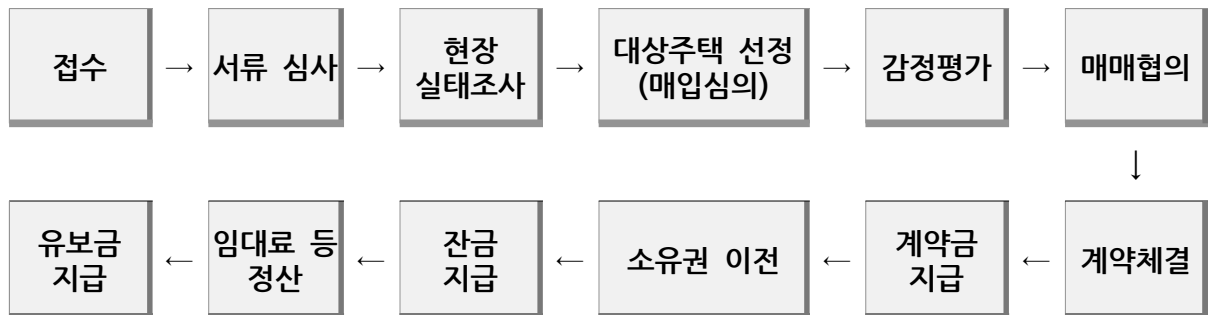 접수 → 서류 심사 → 현장 실태조사 → 대상주택 선정 (매입심의) → 감정평가 → 매매협의
↓
계약체결
→ 계약금 지급
→ 소유권 이전
→ 잔금 지급
→ 임대료 등 정산
→ 유보금 지급